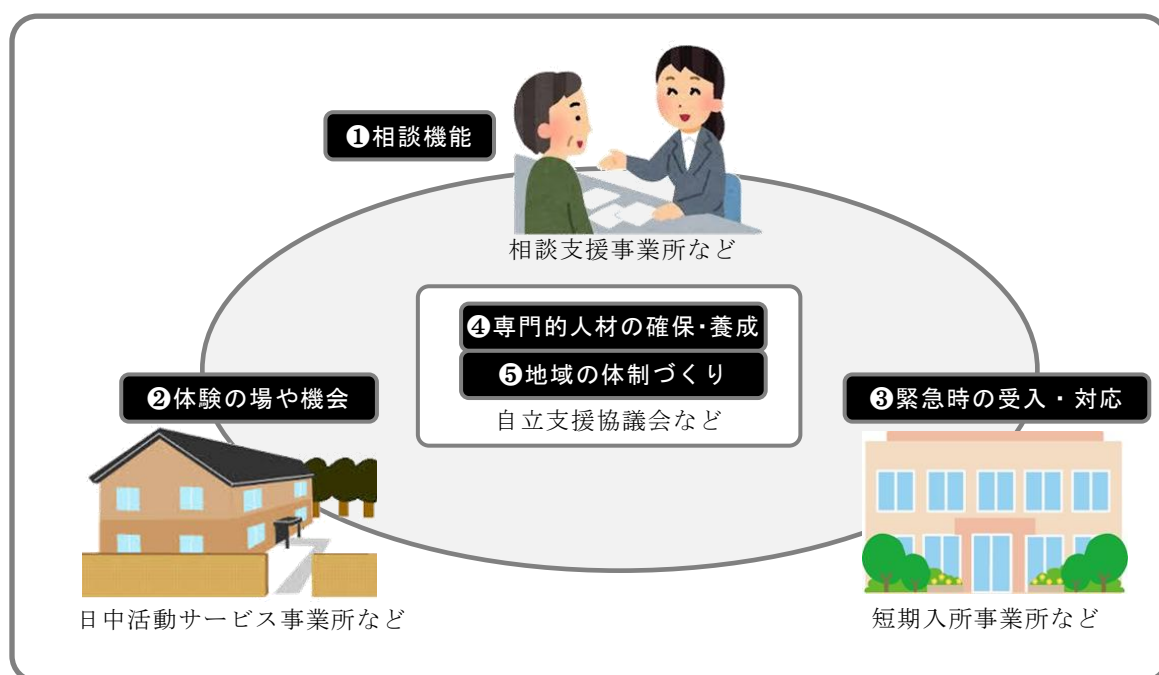 ❶相談機能
相談支援事業所など
❹専門的人材の確保・養成
❺地域の体制づくり
自立支援協議会など
❷体験の場や機会
日中活動サービス事業所など
❸緊急時の受入・対応
短期入所事業所など